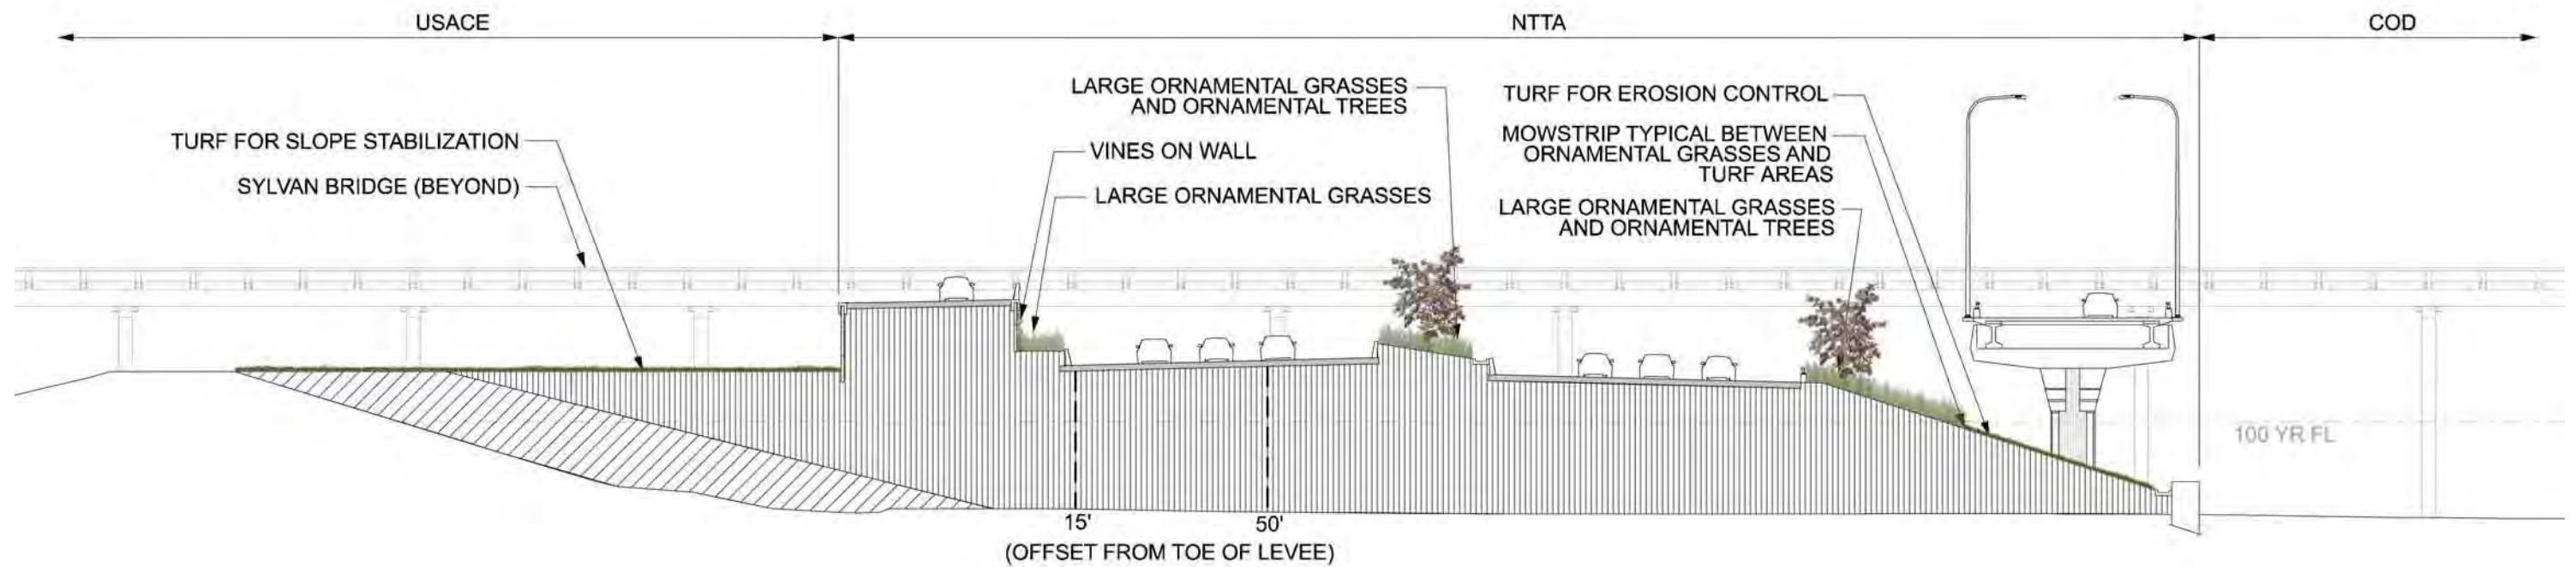 USACE
NTTA
COD
LARGE ORNAMENTAL GRASSES
AND ORNAMENTAL TREES
TURF FOR EROSION CONTROL
TURF FOR SLOPE STABILIZATION
VINES ON WALL
MOWSTRIP TYPICAL BETWEEN
ORNAMENTAL GRASSES AND
TURF AREAS
SYLVAN BRIDGE (BEYOND)
LARGE ORNAMENTAL GRASSES
LARGE ORNAMENTAL GRASSES
AND ORNAMENTAL TREES
100 YR FL
15'
50'
(OFFSET FROM TOE OF LEVEE)